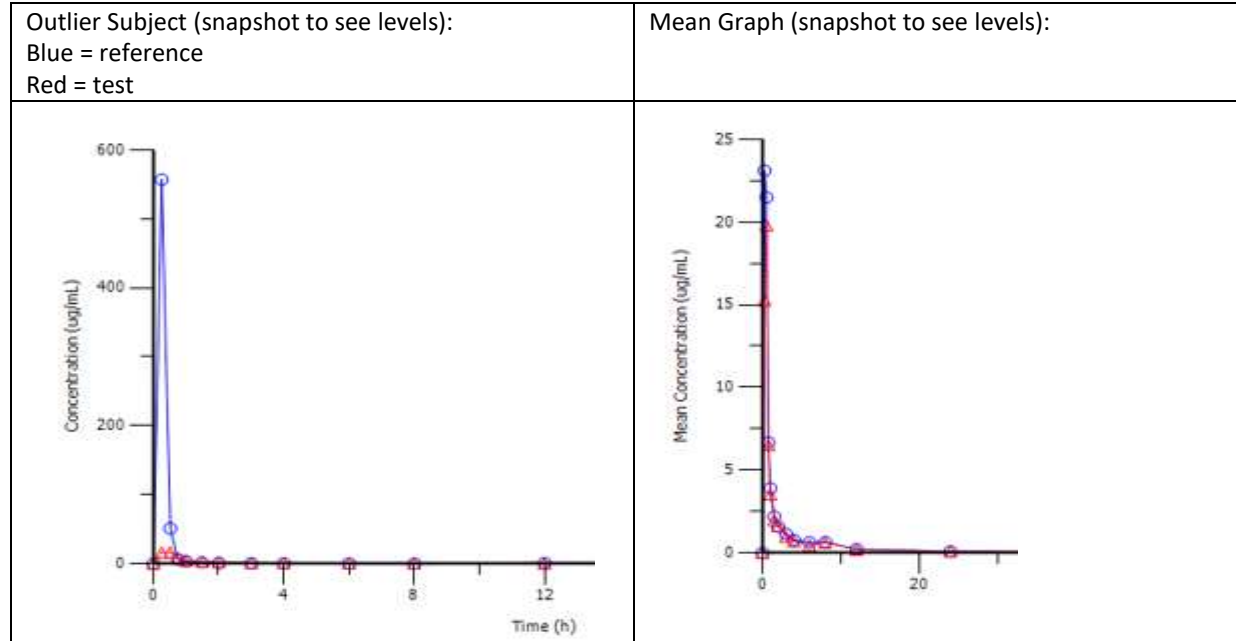 Outlier Subject (snapshot to see levels):
Blue = reference
Red = test
Mean Graph (snapshot to see levels):
600
400
200
0
Concentration (ug/mL)
0
4
8
12
Time (h)
25
20
15
10
5
0
Mean Concentration (ug/mL)
0
20